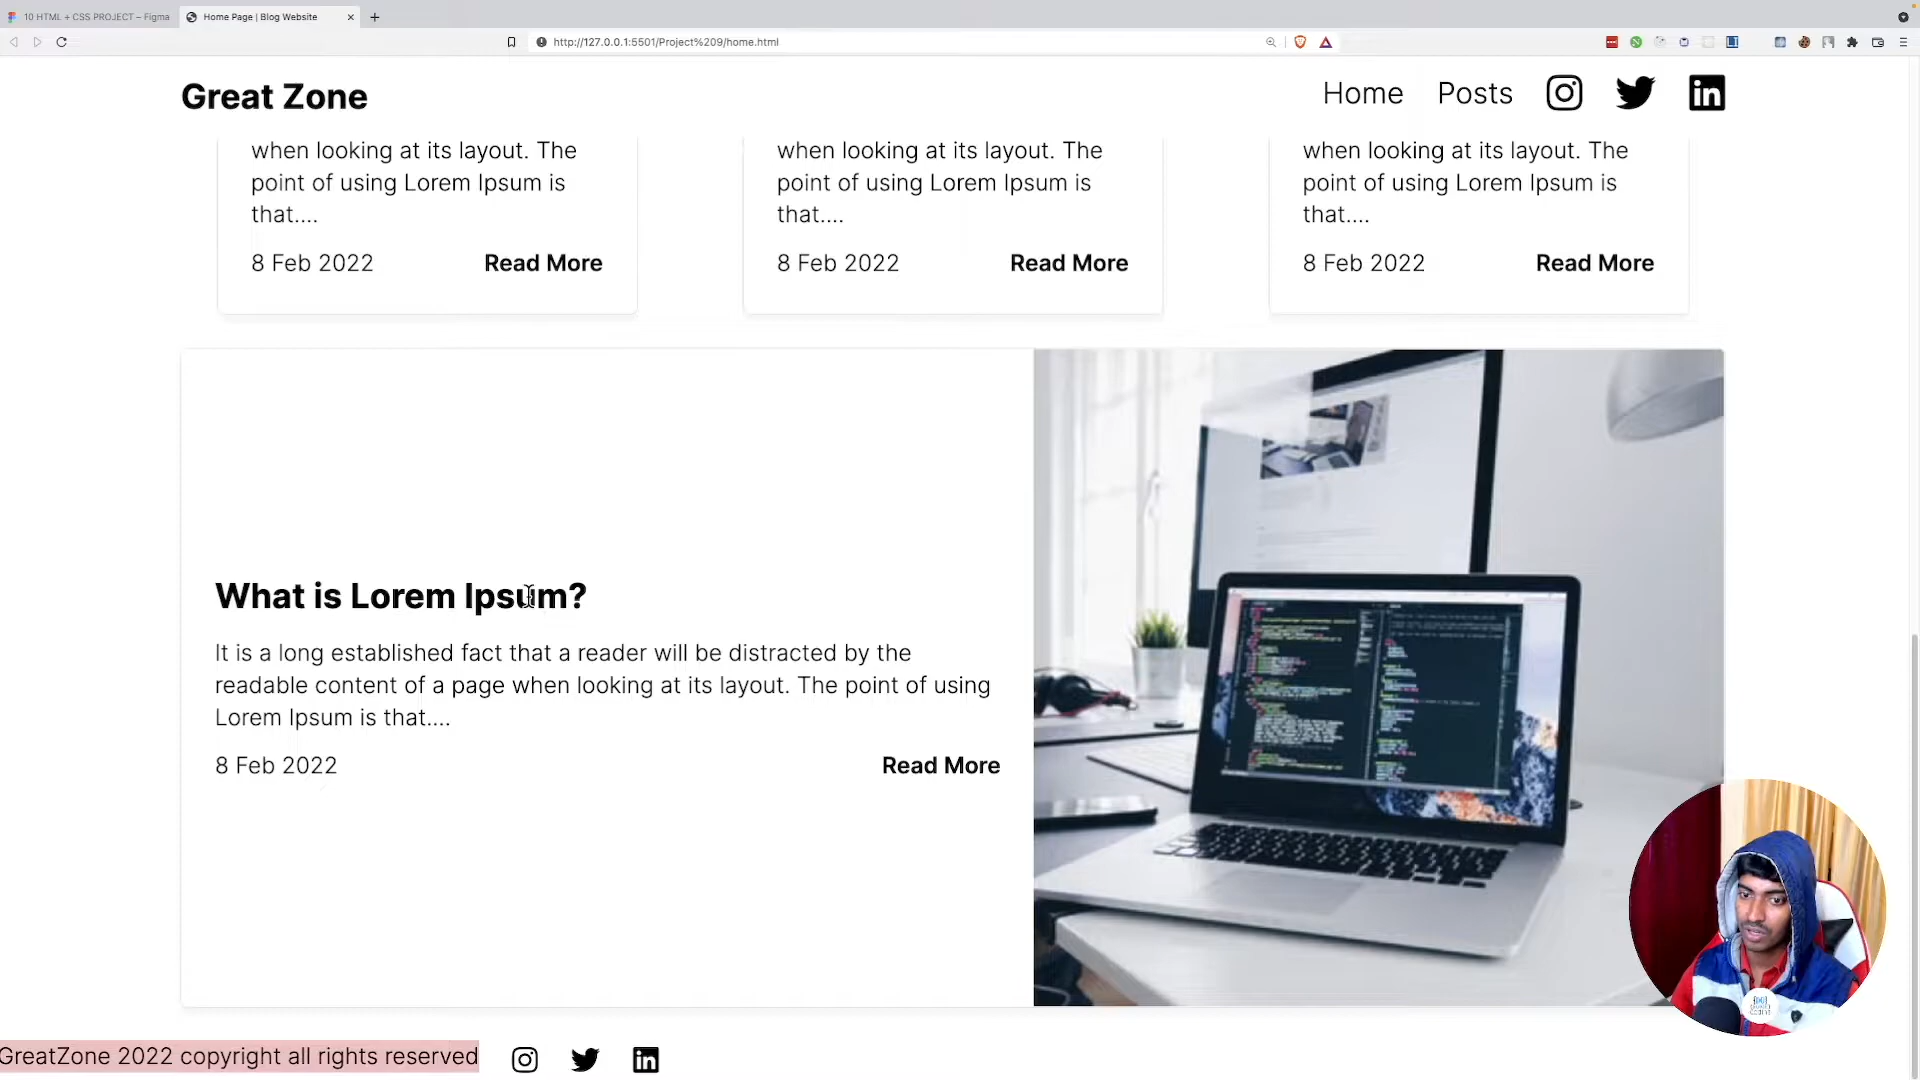 10 HTML + CSS PROJECT – Figma
Home Page | Blog Website
http://127.0.0.1:5501/Project%209/home.html
Great Zone
Home
Posts
when looking at its layout. The
point of using Lorem Ipsum is
that....
8 Feb 2022
Read More
when looking at its layout. The
point of using Lorem Ipsum is
that....
8 Feb 2022
Read More
when looking at its layout. The
point of using Lorem Ipsum is
that....
8 Feb 2022
Read More
What is Lorem Ipsum?
It is a long established fact that a reader will be distracted by the
readable content of a page when looking at its layout. The point of using
Lorem Ipsum is that....
8 Feb 2022
Read More
GreatZone 2022 copyright all rights reserved